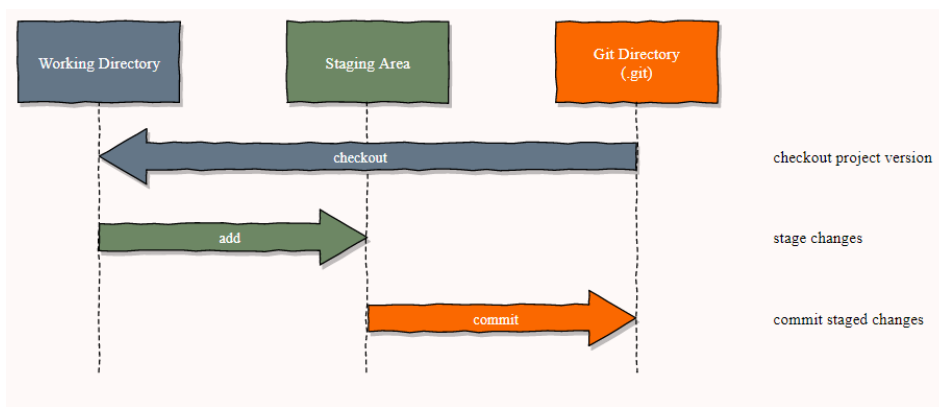 Working Directory
Staging Area
Git Directory
(.git)
checkout
checkout project version
add
stage changes
commit
commit staged changes